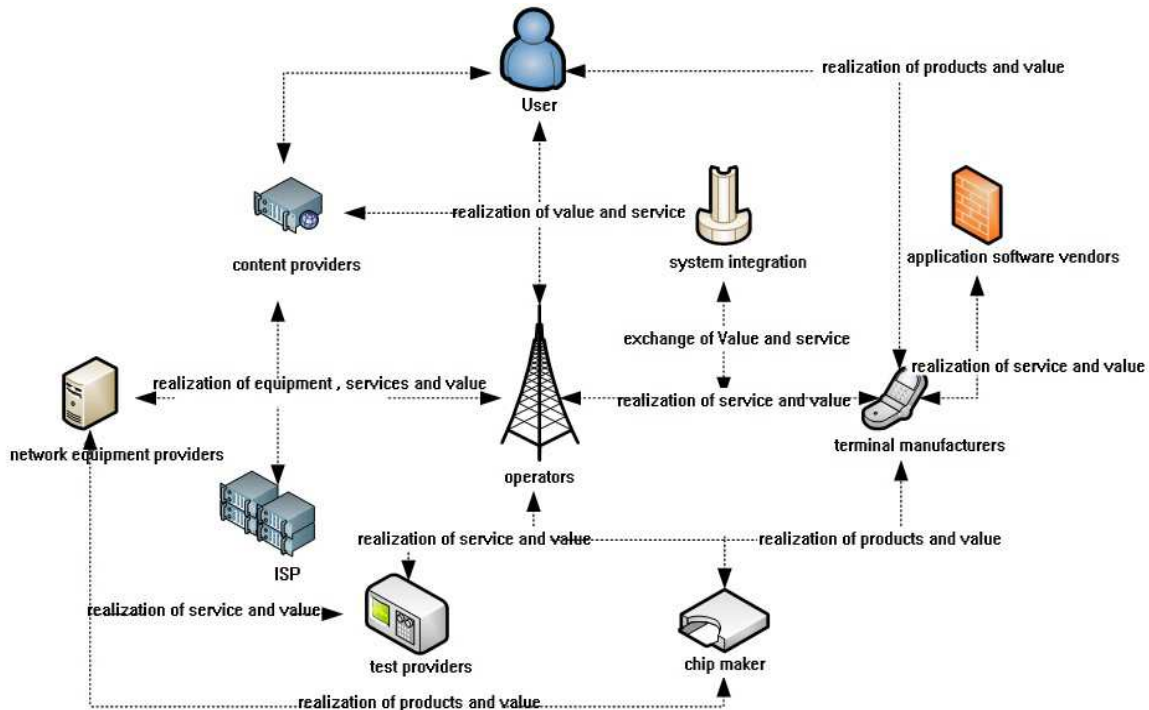 realization of products and value
User
realization of value and service
content providers
system integration
application software vendors
exchange of Value and service
realization of service and value
realization of equipment , services and value
realization of service and value
terminal manufacturers
network equipment providers
operators
realization of service and value
realization of products and value
ISP
realization of service and value
test providers
chip maker
realization of products and value